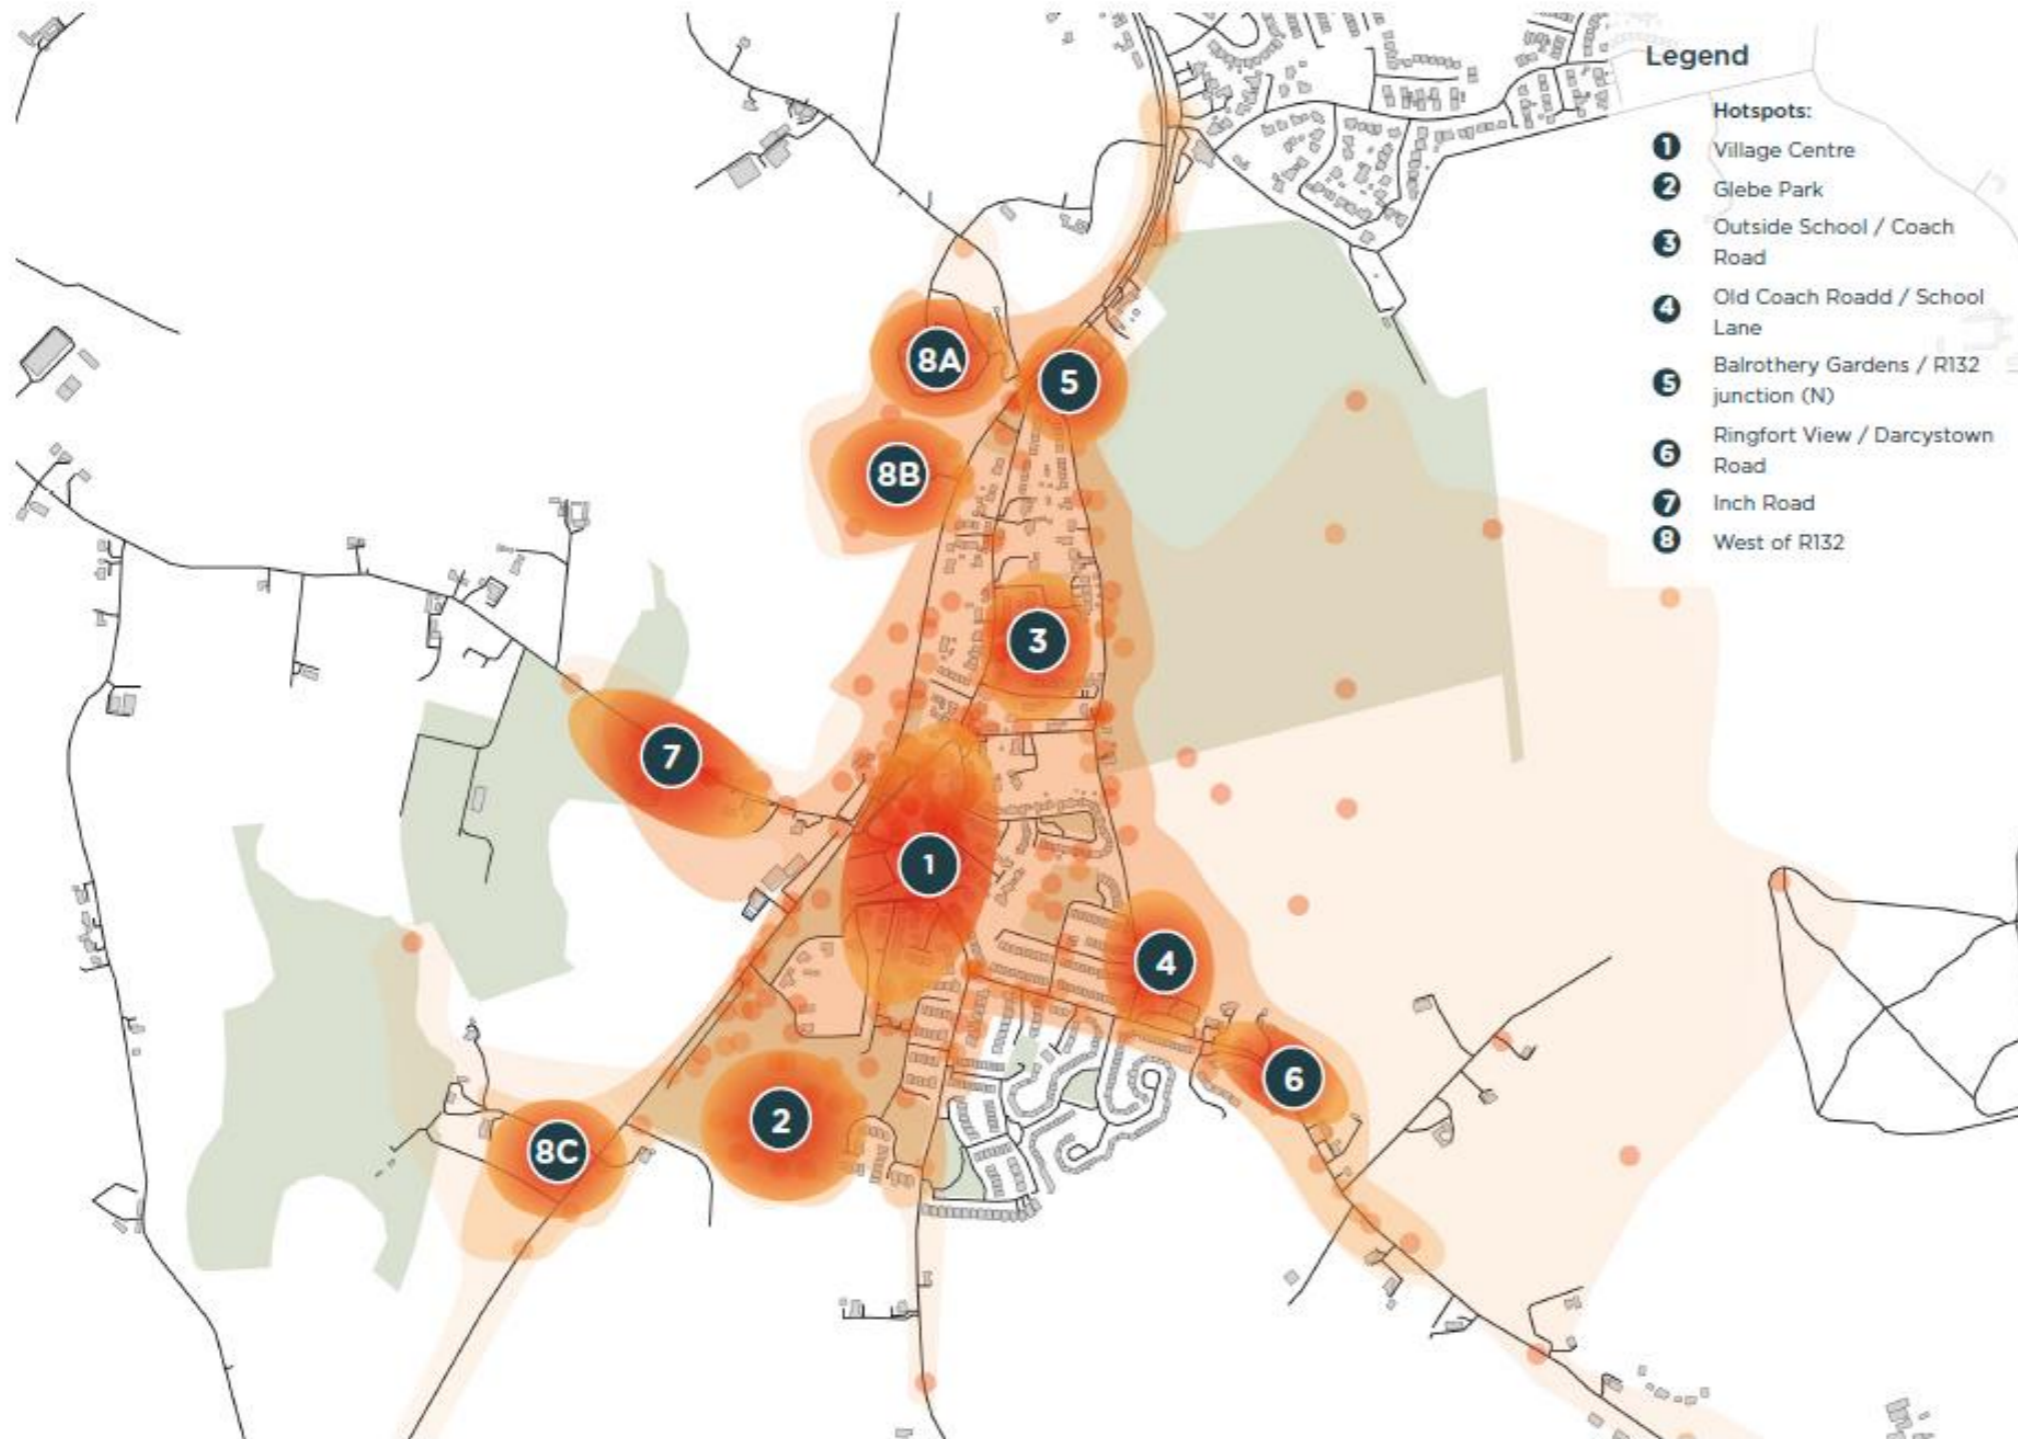 Legend
Hotspots:
1 Village Centre
2 Glebe Park
3 Outside School / Coach
Road
4 Old Coach Roadd / School
Lane
5 Balrothery Gardens / R132
junction (N)
6 Ringfort View / Darcystown
Road
7 Inch Road
8 West of R132
8A
5
8B
3
7
1
4
6
2
8C